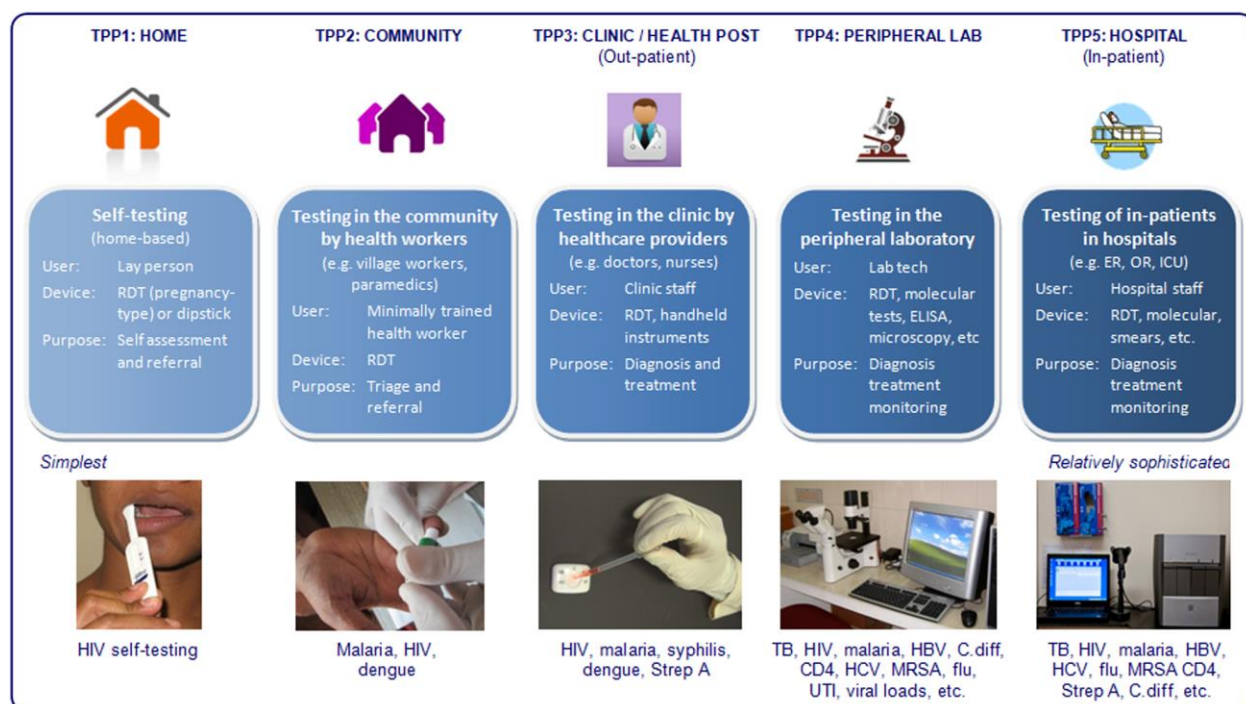 TPP1: HOME
TPP2: COMMUNITY
TPP3: CLINIC / HEALTH POST
(Out-patient)
TPP4: PERIPHERAL LAB
TPP5: HOSPITAL
(In-patient)
Self-testing
(home-based)
User: Lay person
Device: RDT (pregnancy-
type) or dipstick
Purpose: Self assessment
and referral
Testing in the community
by health workers
(e.g. village workers,
paramedics)
User: Minimally trained
health worker
Device: RDT
Purpose: Triage and
referral
Testing in the clinic by
healthcare providers
(e.g. doctors, nurses)
User: Clinic staff
Device: RDT, handheld
instruments
Purpose: Diagnosis and
treatment
Testing in the
peripheral laboratory
User: Lab tech
Device: RDT, molecular
tests, ELISA,
microscopy, etc
Purpose: Diagnosis
treatment
monitoring
Testing of in-patients
in hospitals
(e.g. ER, OR, ICU)
User: Hospital staff
Device: RDT, molecular,
smears, etc.
Purpose: Diagnosis
treatment
monitoring
Simplest
Relatively sophisticated
HIV self-testing
Malaria, HIV,
dengue
HIV, malaria, syphilis,
dengue, Strep A
TB, HIV, malaria, HBV, C.diff,
CD4, HCV, MRSA, flu,
UTI, viral loads, etc.
TB, HIV, malaria, HBV,
HCV, flu, MRSA CD4,
Strep A, C.diff, etc.